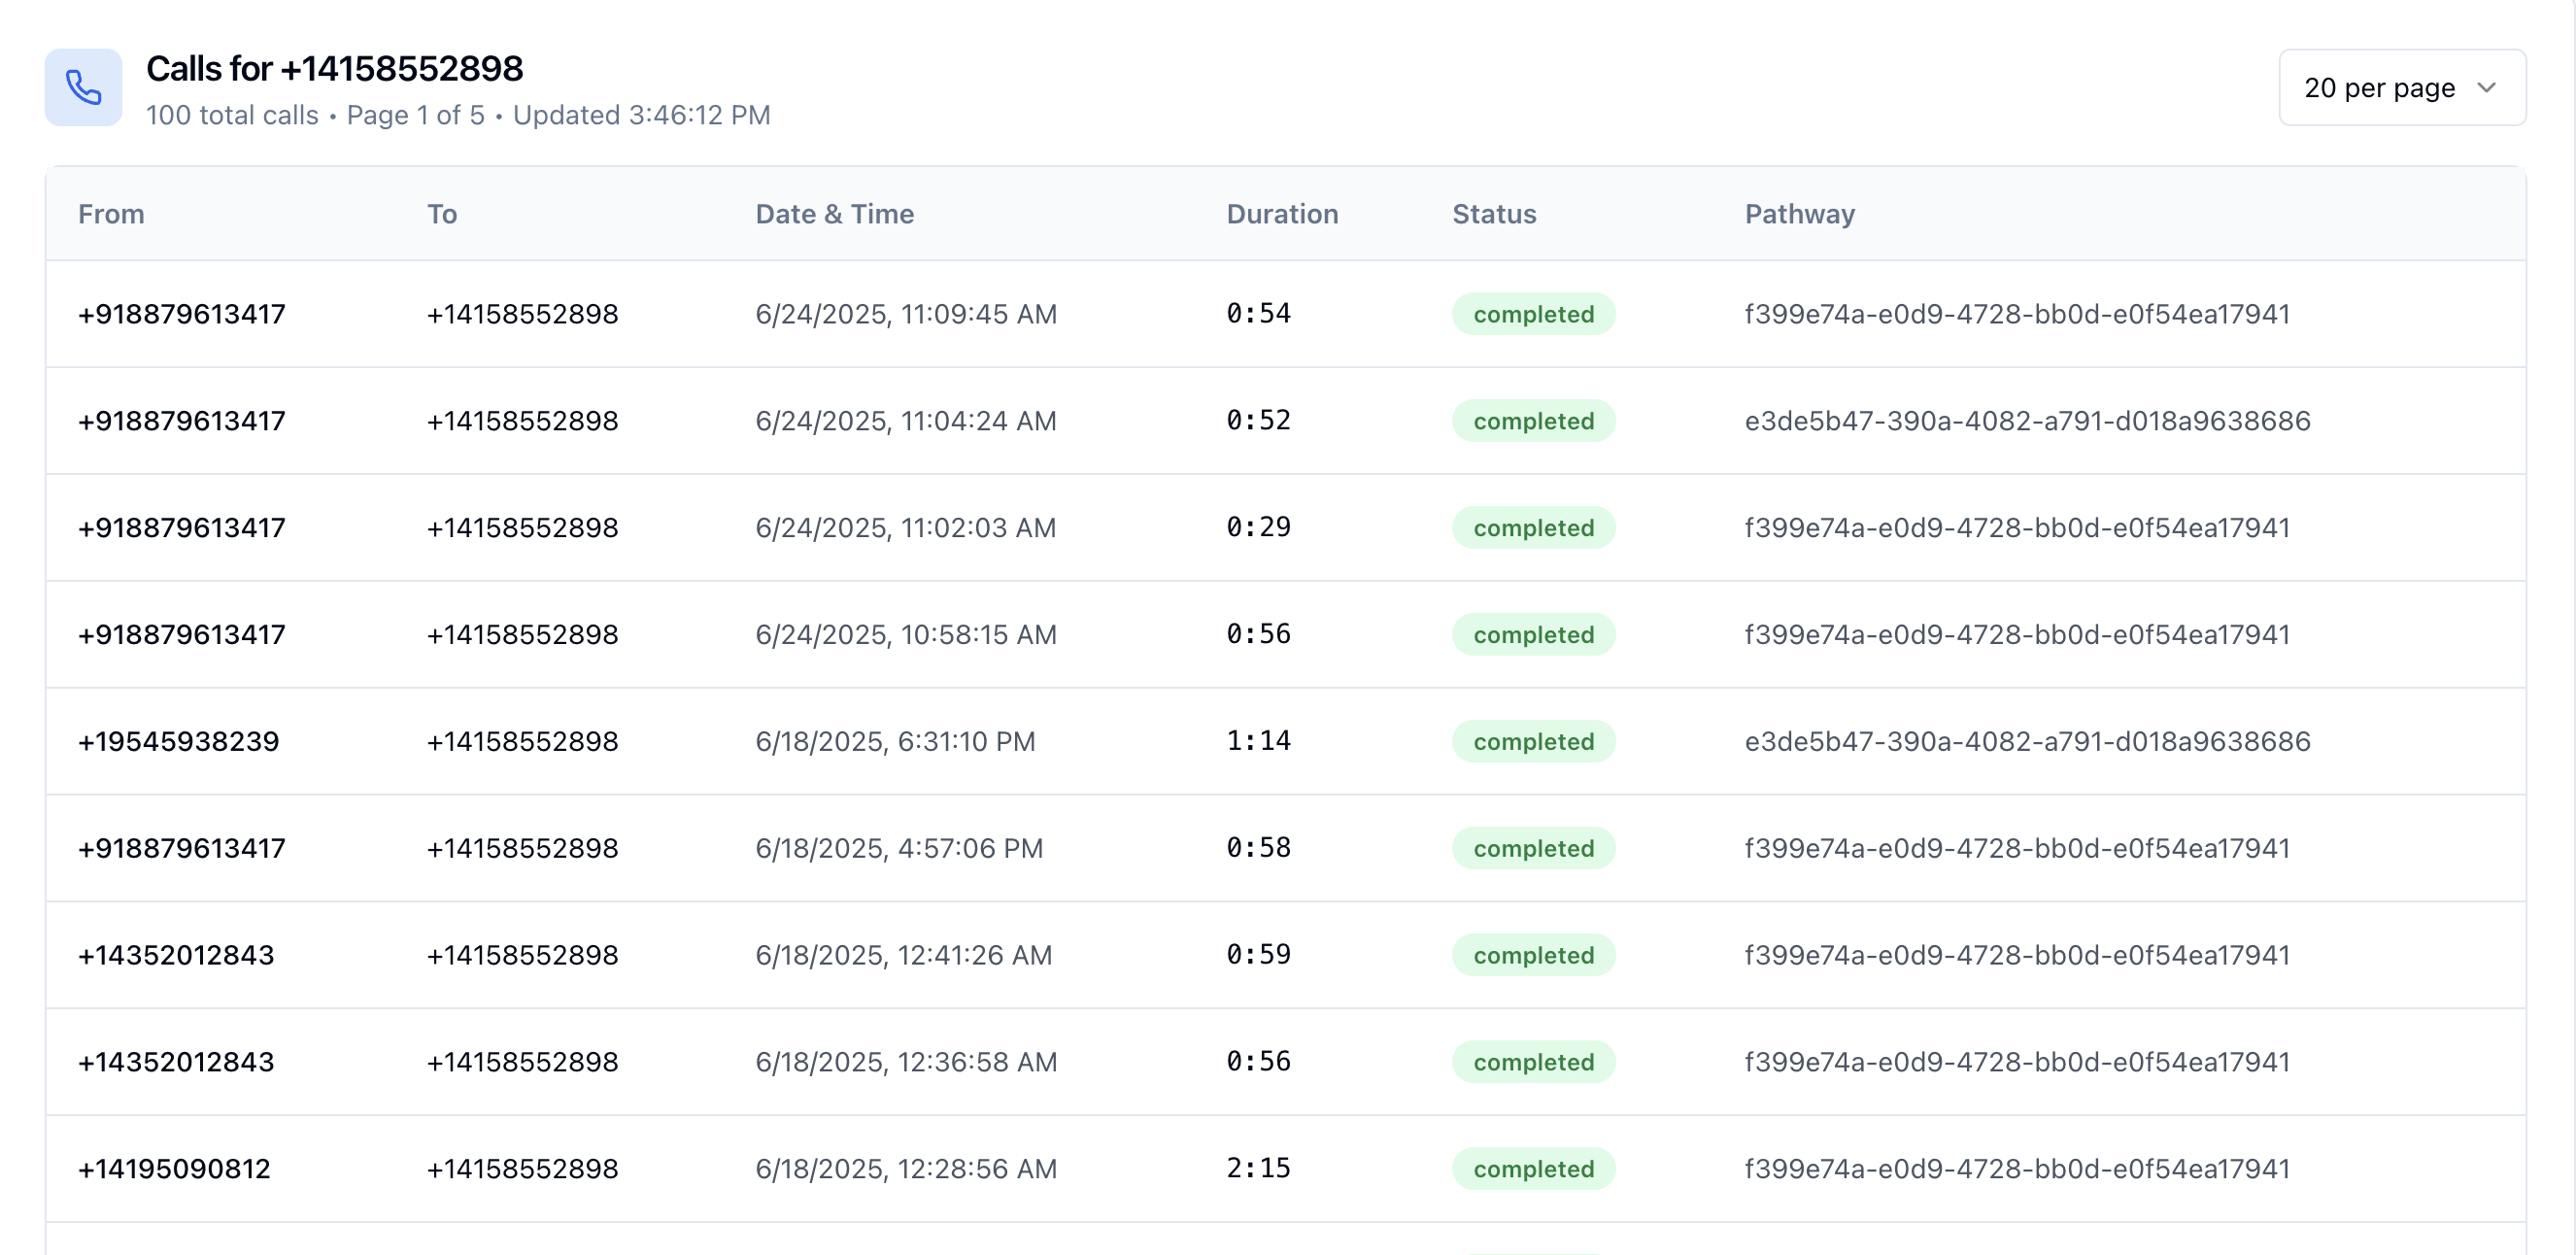 Calls for +14158552898
100 total calls • Page 1 of 5 • Updated 3:46:12 PM
20 per page
From To Date & Time Duration Status Pathway
+918879613417 +14158552898 6/24/2025, 11:09:45 AM 0:54 completed f399e74a-e0d9-4728-bb0d-e0f54ea17941
+918879613417 +14158552898 6/24/2025, 11:04:24 AM 0:52 completed e3de5b47-390a-4082-a791-d018a9638686
+918879613417 +14158552898 6/24/2025, 11:02:03 AM 0:29 completed f399e74a-e0d9-4728-bb0d-e0f54ea17941
+918879613417 +14158552898 6/24/2025, 10:58:15 AM 0:56 completed f399e74a-e0d9-4728-bb0d-e0f54ea17941
+19545938239 +14158552898 6/18/2025, 6:31:10 PM 1:14 completed e3de5b47-390a-4082-a791-d018a9638686
+918879613417 +14158552898 6/18/2025, 4:57:06 PM 0:58 completed f399e74a-e0d9-4728-bb0d-e0f54ea17941
+14352012843 +14158552898 6/18/2025, 12:41:26 AM 0:59 completed f399e74a-e0d9-4728-bb0d-e0f54ea17941
+14352012843 +14158552898 6/18/2025, 12:36:58 AM 0:56 completed f399e74a-e0d9-4728-bb0d-e0f54ea17941
+14195090812 +14158552898 6/18/2025, 12:28:56 AM 2:15 completed f399e74a-e0d9-4728-bb0d-e0f54ea17941